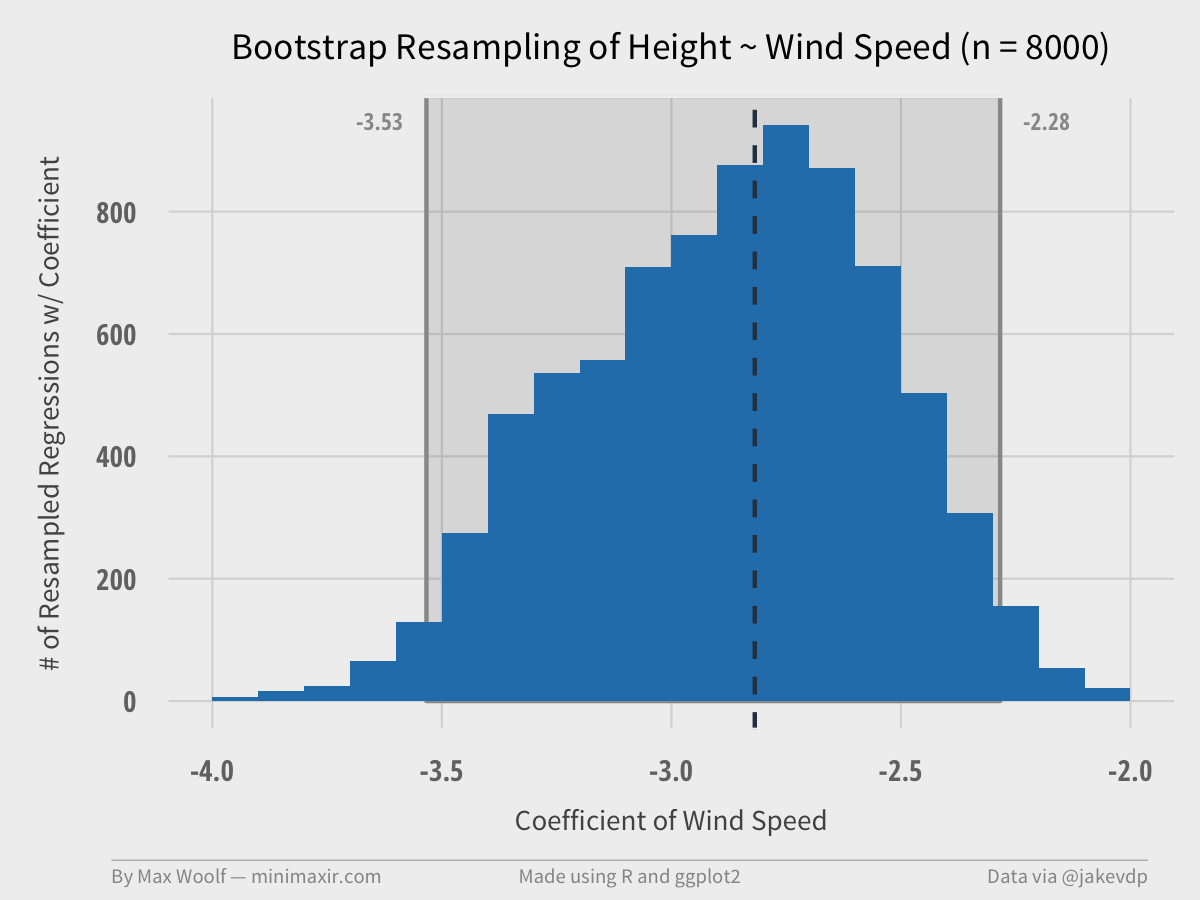 Bootstrap Resampling of Height ~ Wind Speed (n = 8000)
-3.53
-2.28
# of Resampled Regressions w/ Coefficient
800
600
400
200
0
-4.0
-3.5
-3.0
-2.5
-2.0
Coefficient of Wind Speed
By Max Woolf — minimaxir.com
Made using R and ggplot2
Data via @jakevdp